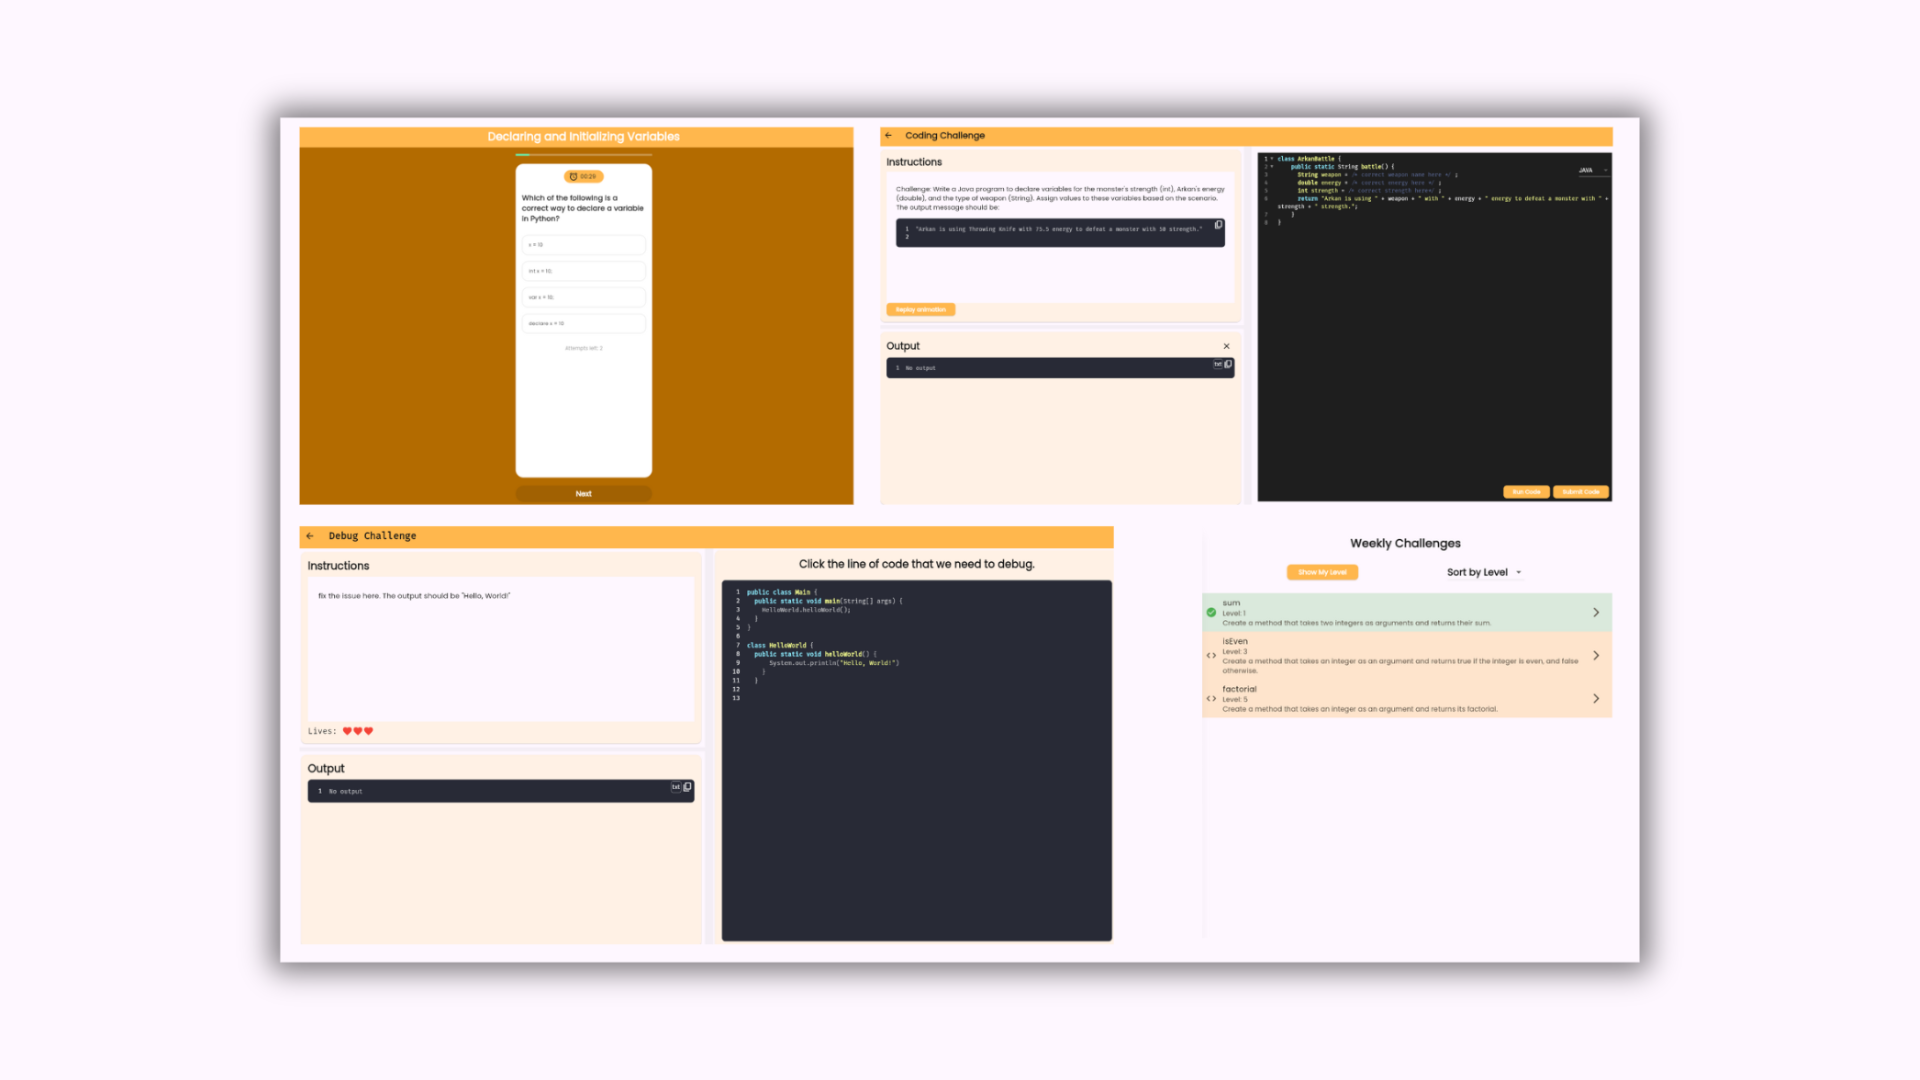 Declaring and Initializing Variables
00:29
Which of the following is a
correct way to declare a variable
in Python?
x = 10
int x = 10;
var x = 10;
declare x = 10
Attempts left: 2
Next
Coding Challenge
Instructions
Challenge: Write a Java program to declare variables for the monster's strength (int), Arkan's energy
(double), and the type of weapon (String). Assign values to these variables based on the scenario.
The output message should be:
1 "Arkan is using Throwing Knife with 75.5 energy to defeat a monster with 50 strength."
2
Replay animation
Output
1 No output
txt
JAVA
1 class ArkanBattle {
2 public static String battle() {
3 String weapon = /* correct weapon name here */ ;
4 double energy = /* correct energy here */ ;
5 int strength = /* correct strength here*/ ;
6 return "Arkan is using " + weapon + " with " + energy + " energy to defeat a monster with " +
strength + " strength.";
7 }
8 }
Run Code
Submit Code
Debug Challenge
Instructions
fix the issue here. The output should be "Hello, World!"
Lives:
Output
1 No output
txt
Click the line of code that we need to debug.
1 public class Main {
2 public static void main(String[] args) {
3 HelloWorld.helloWorld();
4 }
5 }
6
7 class HelloWorld {
8 public static void helloWorld() {
9 System.out.println("Hello, World!")
10 }
11 }
12
13
Weekly Challenges
Show My Level
Sort by Level
sum
Level: 1
Create a method that takes two integers as arguments and returns their sum.
isEven
Level: 3
Create a method that takes an integer as an argument and returns true if the integer is even, and false
otherwise.
factorial
Level: 5
Create a method that takes an integer as an argument and returns its factorial.